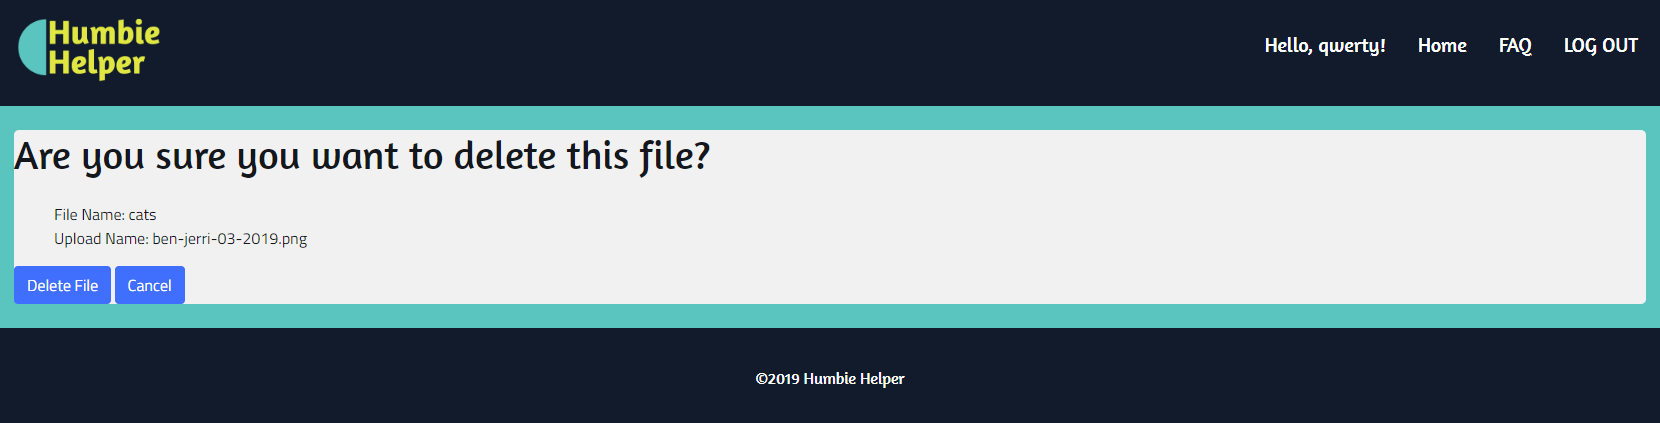 Humbie
Helper
Hello, qwerty! Home FAQ LOG OUT
Are you sure you want to delete this file?
File Name: cats
Upload Name: ben-jerri-03-2019.png
Delete File Cancel
©2019 Humbie Helper